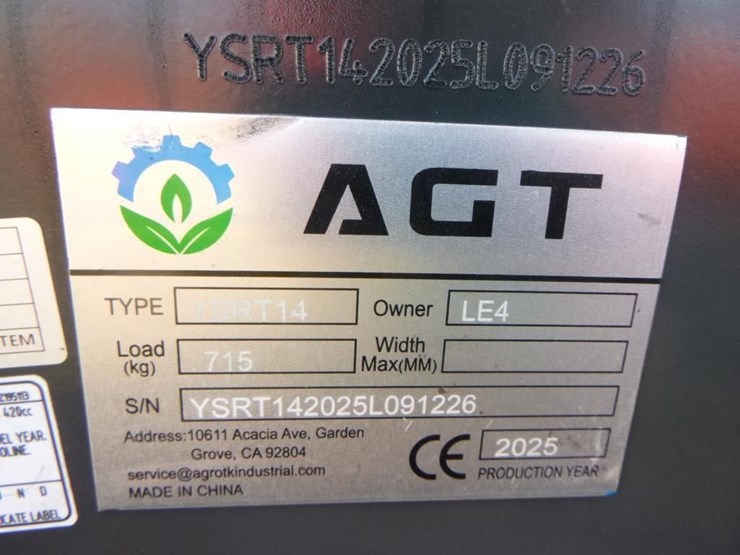 YSRT142025L091226
AGT
TYPE YSRT14 Owner LE4
Load (kg) 715 Width Max(MM)
S/N YSRT142025L091226
Address:10611 Acacia Ave, Garden
Grove, CA 92804
service@agrotkindustrial.com
MADE IN CHINA
CE 2025
PRODUCTION YEAR
TEM
420cc
EL YEAR
OLINE.
U N D
CATE LABEL